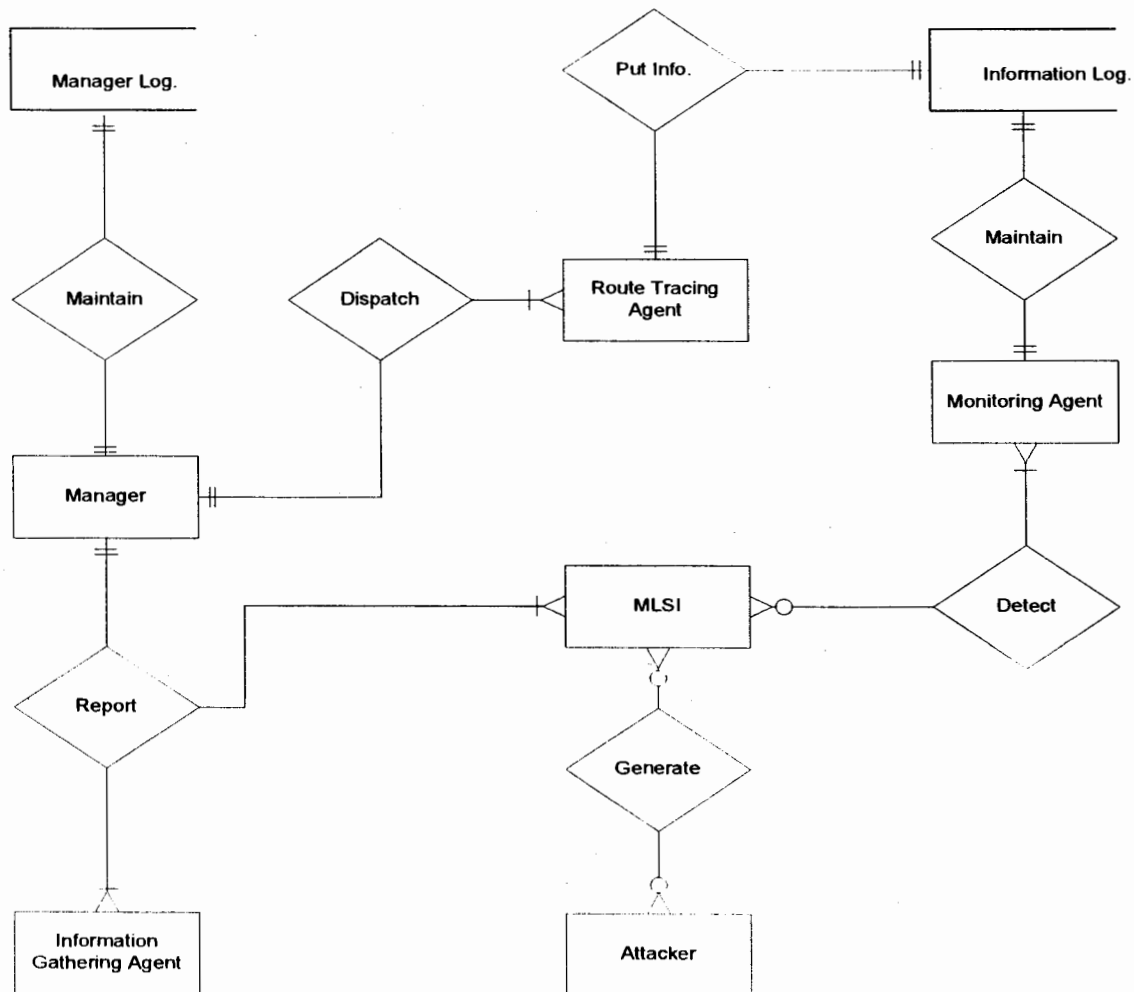 Manager Log.
Put Info.
Information Log.
Maintain
Dispatch
Route Tracing
Agent
Maintain
Monitoring Agent
Manager
MLSI
Detect
Report
Generate
Information
Gathering Agent
Attacker